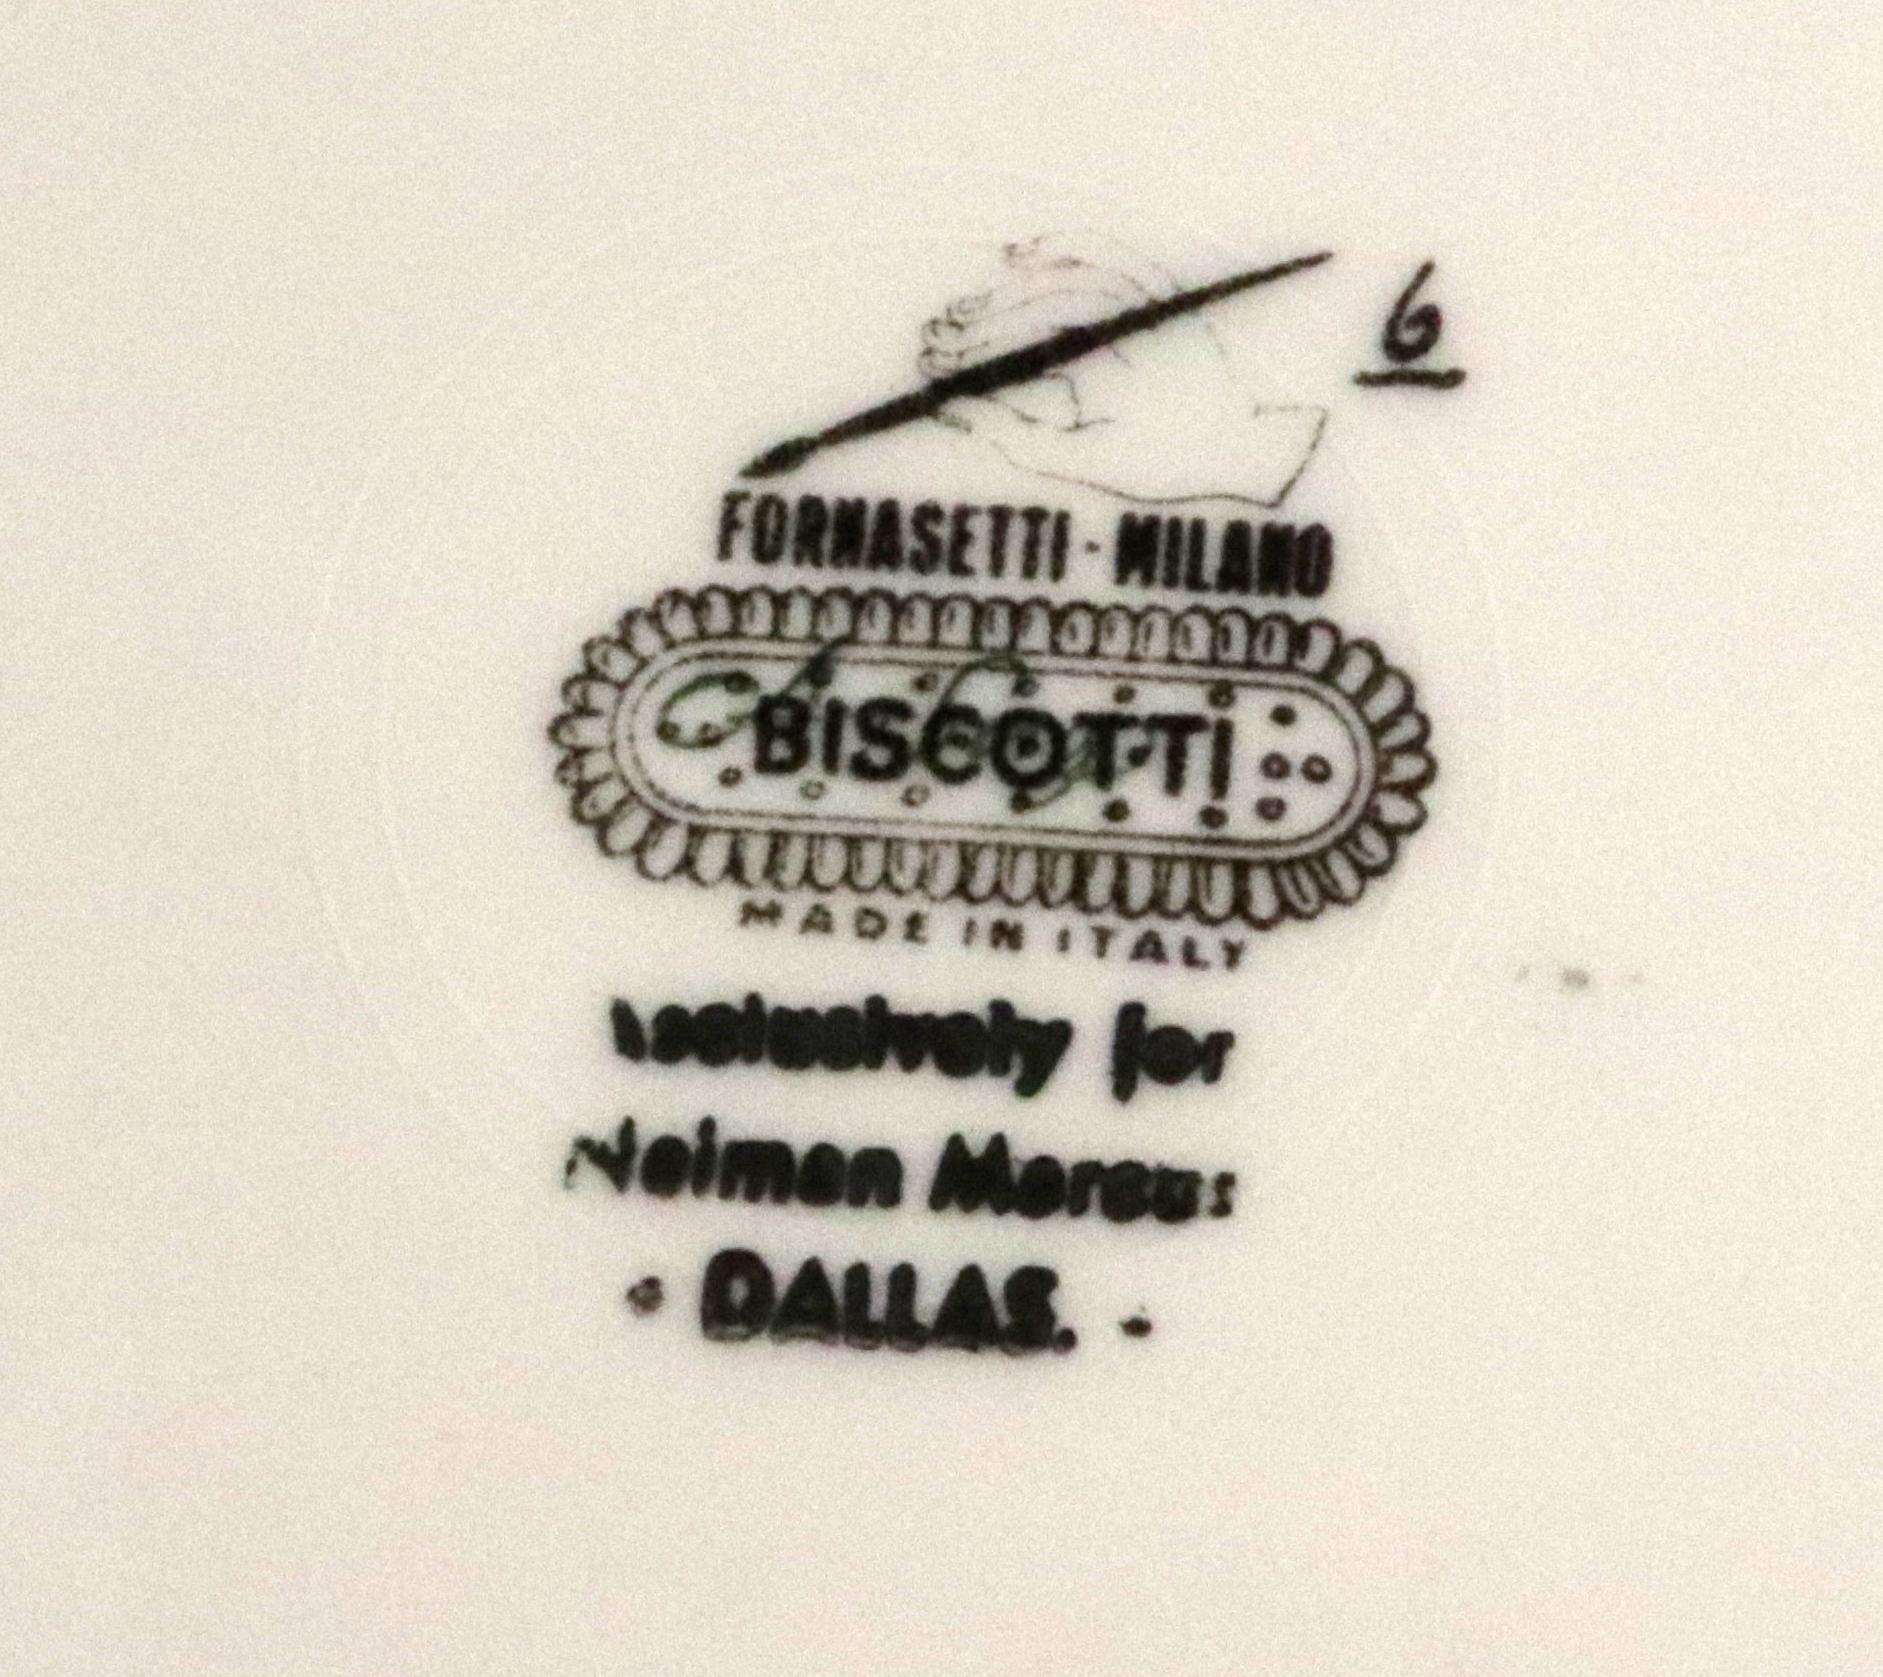 6
FORNASETTI - MILANO
BISCOTTI
MADE IN ITALY
Exclusively for
Neiman Marcus
• DALLAS. •